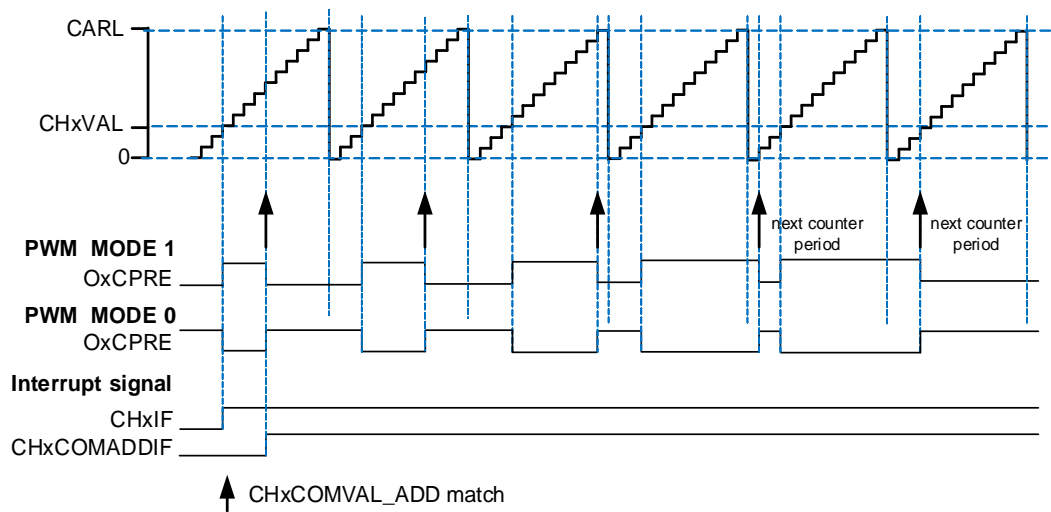 CARL
CHxVAL
0
next counter
period
next counter
period
PWM MODE 1
OxCPRE
PWM MODE 0
OxCPRE
Interrupt signal
CHxIF
CHxCOMADDIF
CHxCOMVAL_ADD match